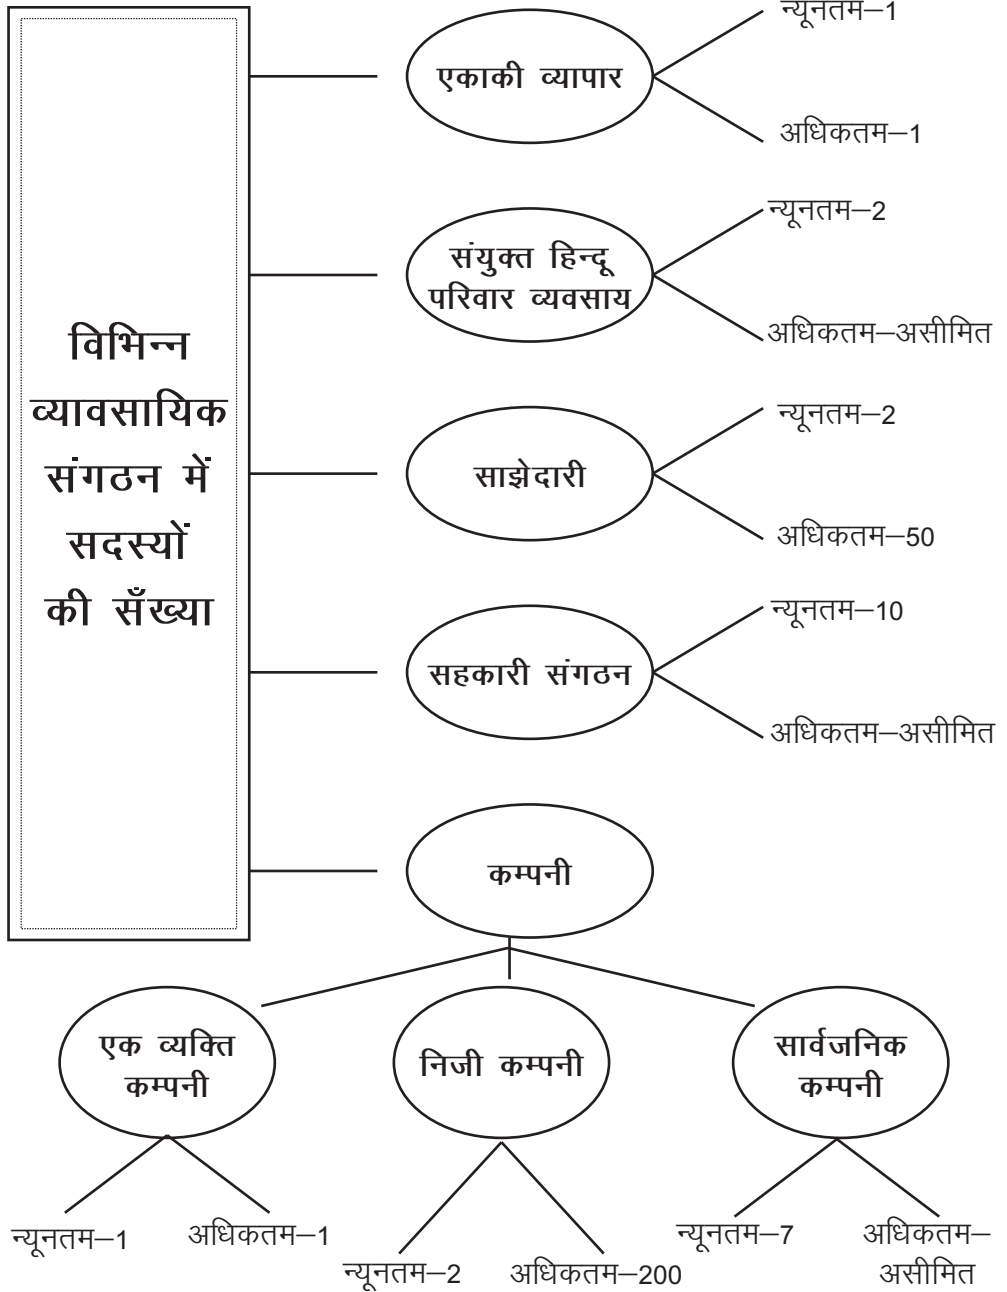 विभिन्न
व्यावसायिक
संगठन में
सदस्यों
की सँख्या
एकाकी व्यापार
न्यूनतम–1
अधिकतम–1
संयुक्त हिन्दू
परिवार व्यवसाय
न्यूनतम–2
अधिकतम–असीमित
साझेदारी
न्यूनतम–2
अधिकतम–50
सहकारी संगठन
न्यूनतम–10
अधिकतम–असीमित
कम्पनी
एक व्यक्ति
कम्पनी
न्यूनतम–1
अधिकतम–1
निजी कम्पनी
न्यूनतम–2
अधिकतम–200
सार्वजनिक
कम्पनी
न्यूनतम–7
अधिकतम–
असीमित